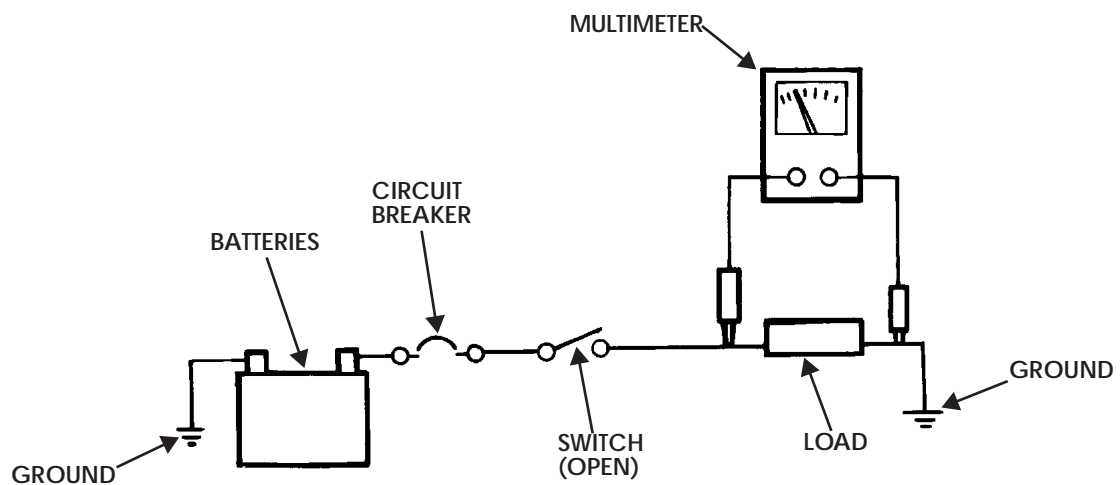 MULTIMETER
CIRCUIT
BREAKER
BATTERIES
GROUND
SWITCH
(OPEN)
LOAD
GROUND